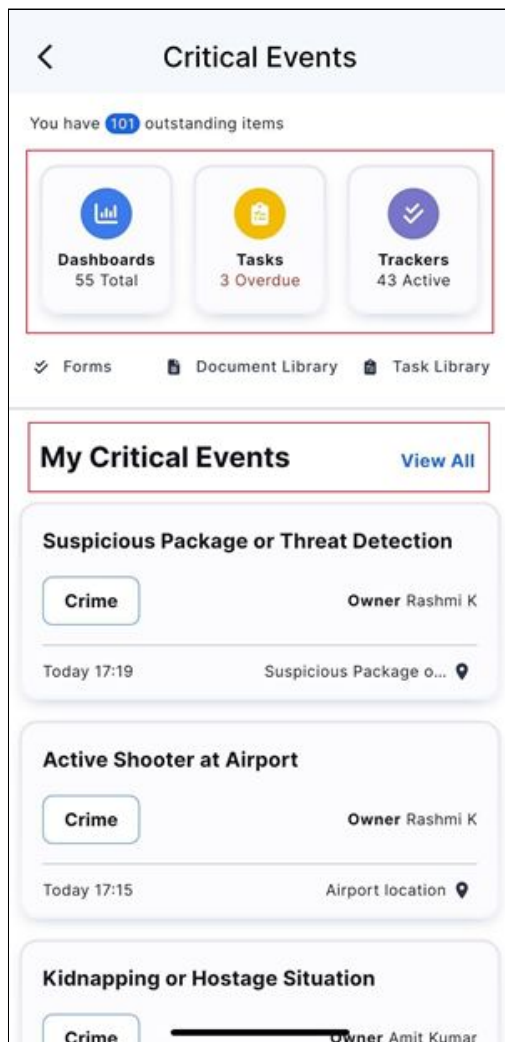 Critical Events
You have 101 outstanding items
Dashboards
55 Total
Tasks
3 Overdue
Trackers
43 Active
Forms
Document Library
Task Library
My Critical Events
View All
Suspicious Package or Threat Detection
Crime
Owner Rashmi K
Today 17:19
Suspicious Package o...
Active Shooter at Airport
Crime
Owner Rashmi K
Today 17:15
Airport location
Kidnapping or Hostage Situation
Crime
Owner Amit Kumar